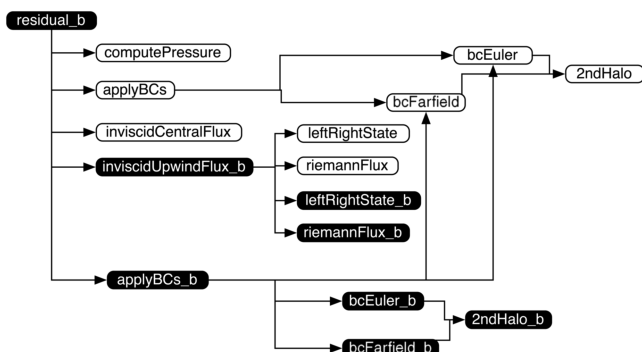 residual_b
computePressure
bcEuler
2ndHalo
applyBCs
bcFarfield
inviscidCentralFlux
leftRightState
inviscidUpwindFlux_b
riemannFlux
leftRightState_b
riemannFlux_b
applyBCs_b
bcEuler_b
2ndHalo_b
bcFarfield_b